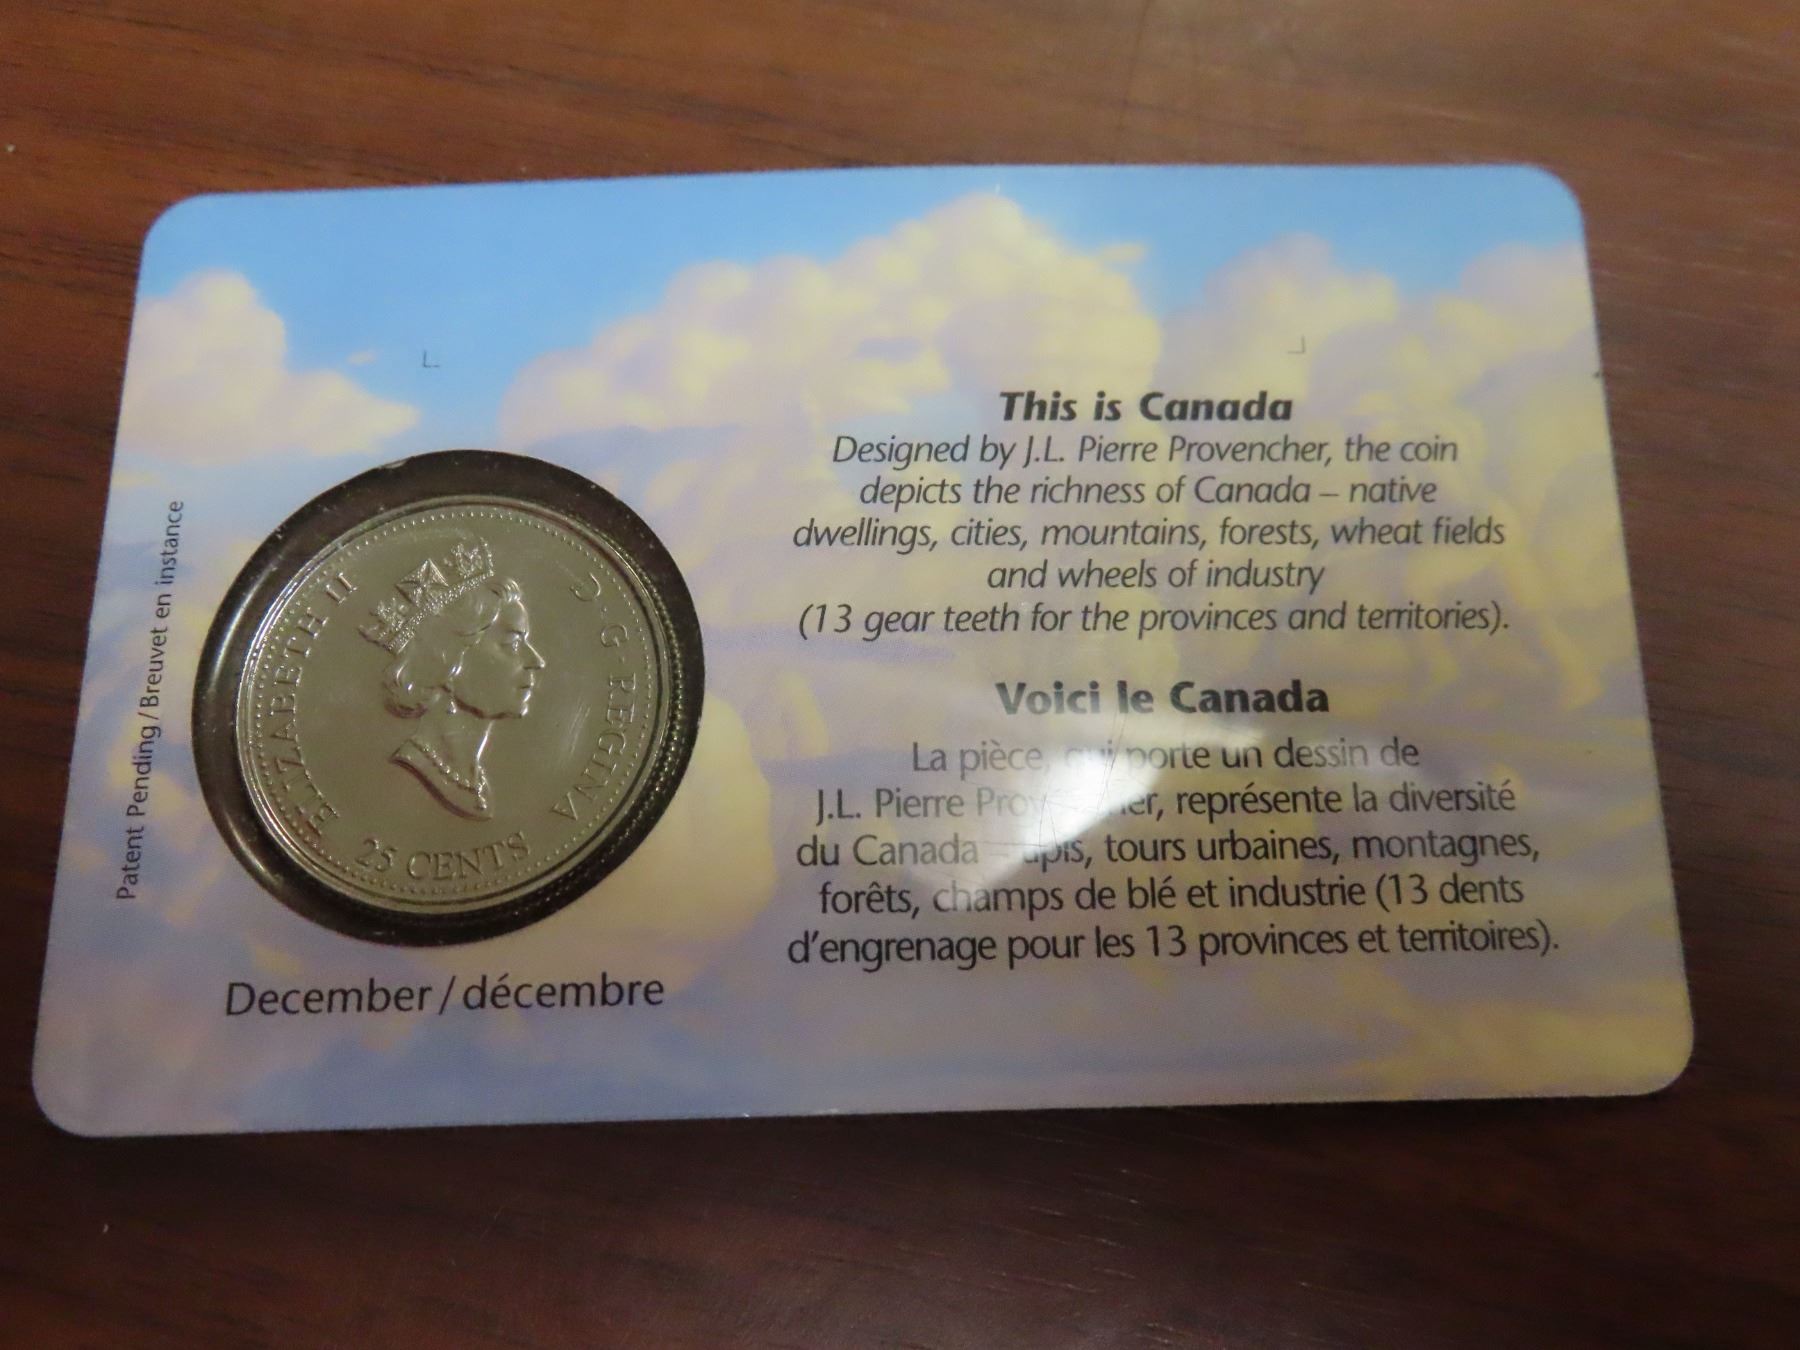 Patent Pending / Breuvet en instance
ELIZABETH II D · G · REGINA
25 CENTS
December / décembre
This is Canada
Designed by J.L. Pierre Provencher, the coin
depicts the richness of Canada – native
dwellings, cities, mountains, forests, wheat fields
and wheels of industry
(13 gear teeth for the provinces and territories).
Voici le Canada
La pièce, qui porte un dessin de
J.L. Pierre Provencher, représente la diversité
du Canada – tipis, tours urbaines, montagnes,
forêts, champs de blé et industrie (13 dents
d'engrenage pour les 13 provinces et territoires).